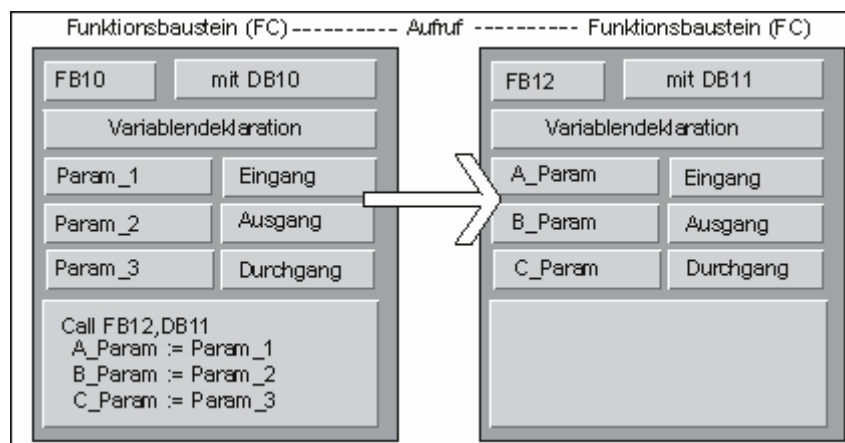 Funktionsbaustein (FC) ---------- Aufruf ---------- Funktionsbaustein (FC)
FB10
mit DB10
Variablendeklaration
Param_1
Eingang
Param_2
Ausgang
Param_3
Durchgang
Call FB12,DB11
A_Param := Param_1
B_Param := Param_2
C_Param := Param_3
FB12
mit DB11
Variablendeklaration
A_Param
Eingang
B_Param
Ausgang
C_Param
Durchgang